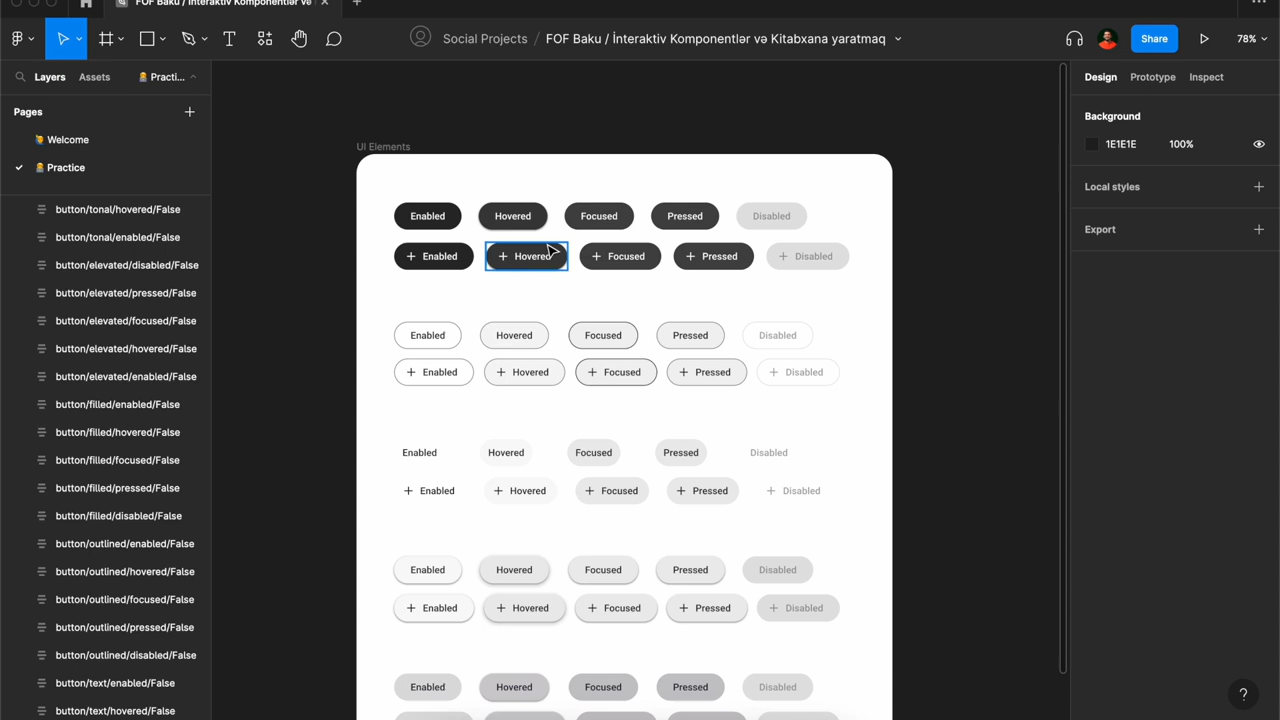 FOF Baku / İnteraktiv Komponentlər və
Social Projects / FOF Baku / İnteraktiv Komponentlər və Kitabxana yaratmaq
Share
78%
Layers
Assets
Practi...
Design
Prototype
Inspect
Pages
Welcome
Practice
button/tonal/hovered/False
button/tonal/enabled/False
button/elevated/disabled/False
button/elevated/pressed/False
button/elevated/focused/False
button/elevated/hovered/False
button/elevated/enabled/False
button/filled/enabled/False
button/filled/hovered/False
button/filled/focused/False
button/filled/pressed/False
button/filled/disabled/False
button/outlined/enabled/False
button/outlined/hovered/False
button/outlined/focused/False
button/outlined/pressed/False
button/outlined/disabled/False
button/text/enabled/False
button/text/hovered/False
UI Elements
Enabled Hovered Focused Pressed Disabled
+ Enabled + Hovered + Focused + Pressed + Disabled
Enabled Hovered Focused Pressed Disabled
+ Enabled + Hovered + Focused + Pressed + Disabled
Enabled Hovered Focused Pressed Disabled
+ Enabled + Hovered + Focused + Pressed + Disabled
Enabled Hovered Focused Pressed Disabled
+ Enabled + Hovered + Focused + Pressed + Disabled
Enabled Hovered Focused Pressed Disabled
Background
1E1E1E 100%
Local styles
Export
?